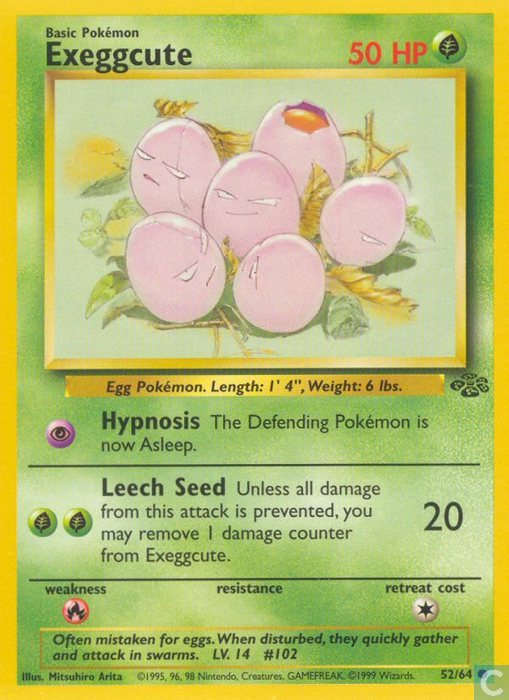 Basic Pokémon
Exeggcute
50 HP
Egg Pokémon. Length: 1' 4", Weight: 6 lbs.
Hypnosis The Defending Pokémon is
now Asleep.
Leech Seed Unless all damage
from this attack is prevented, you
may remove 1 damage counter
from Exeggcute.
20
weakness
resistance
retreat cost
Often mistaken for eggs. When disturbed, they quickly gather
and attack in swarms. LV. 14 #102
Illus. Mitsuhiro Arita
©1995, 96, 98 Nintendo, Creatures, GAMEFREAK. ©1999 Wizards.
52/64
C